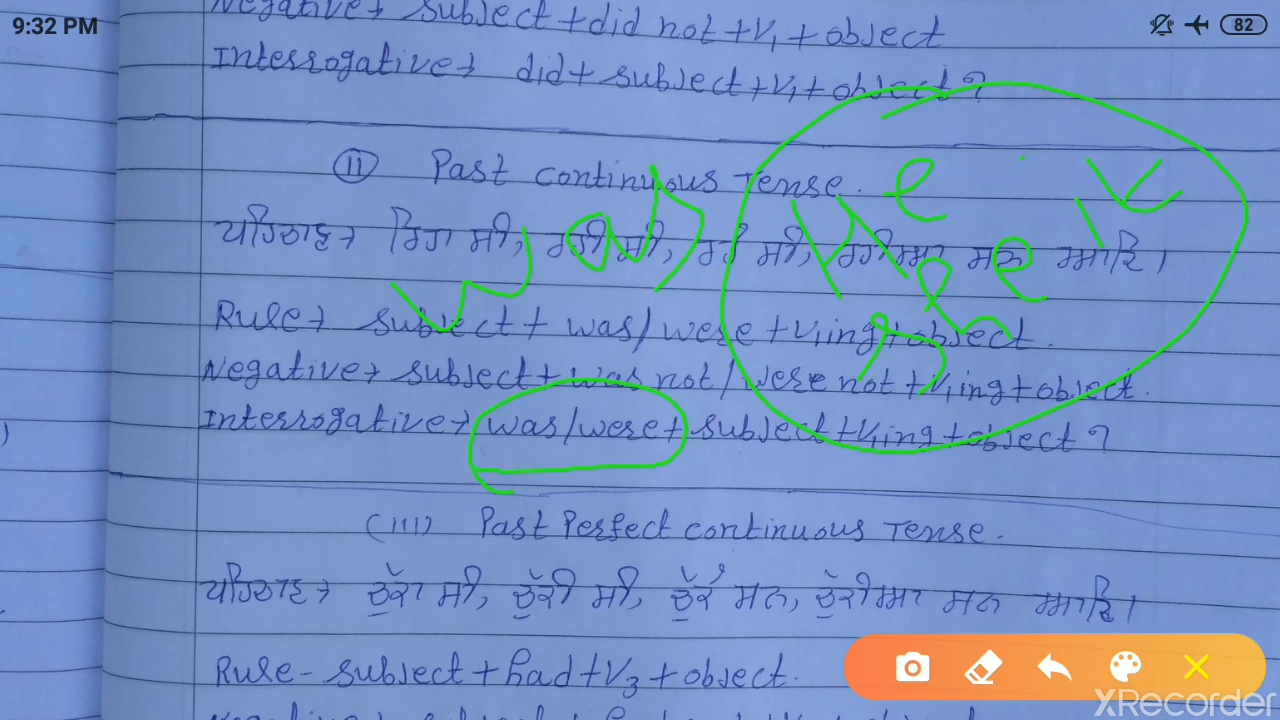 9:32 PM
82
Negative→ subject+did not+V₁+object
Interrogative→ did+subject+V₁+object?
(II) Past continuous Tense.
ਪਹਿਚਾਣ→ ਰਿਹਾ ਸੀ, ਰਹੀ ਸੀ, ਰਹੇ ਸੀ, ਰਹੀਆਂ ਸਨ ਆਦਿ।
Rule→ subject+was/were+V₁ing+object.
Negative→ subject+was not/were not+V₁ing+object.
Interrogative→ was/were+subject+V₁ing+object?
(III) Past Perfect continuous Tense.
ਪਹਿਚਾਣ→ ਚੁੱਕਾ ਸੀ, ਚੁੱਕੀ ਸੀ, ਚੁੱਕੇ ਸਨ, ਚੁੱਕੀਆਂ ਸਨ ਆਦਿ।
Rule- subject+had+V₃+object.
XRecorder